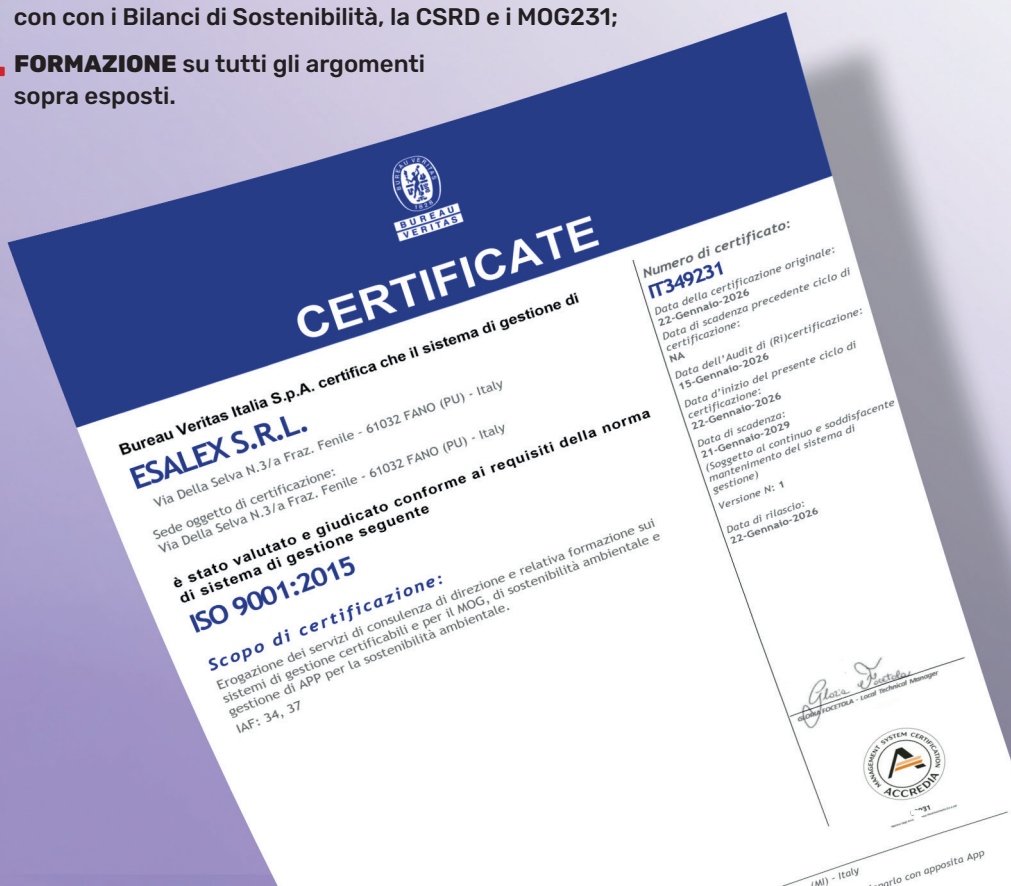 con con i Bilanci di Sostenibilità, la CSRD e i MOG231;
FORMAZIONE su tutti gli argomenti
sopra esposti.
BUREAU VERITAS
1828
BUREAU
VERITAS
CERTIFICATE
Bureau Veritas Italia S.p.A. certifica che il sistema di gestione di
ESALEX S.R.L.
Via Della Selva N.3/a Fraz. Fenile - 61032 FANO (PU) - Italy
Sede oggetto di certificazione:
Via Della Selva N.3/a Fraz. Fenile - 61032 FANO (PU) - Italy
è stato valutato e giudicato conforme ai requisiti della norma
di sistema di gestione seguente
ISO 9001:2015
Scopo di certificazione:
Erogazione dei servizi di consulenza di direzione e relativa formazione sui
sistemi di gestione certificabili e per il MOG, di sostenibilità ambientale e
gestione di APP per la sostenibilità ambientale.
IAF: 34, 37
Numero di certificato:
IT349231
Data della certificazione originale:
22-Gennaio-2026
Data di scadenza precedente ciclo di
certificazione:
NA
Data dell'Audit di (Ri)certificazione:
15-Gennaio-2026
Data d'inizio del presente ciclo di
certificazione:
22-Gennaio-2026
Data di scadenza:
21-Gennaio-2029
(Soggetto al continuo e soddisfacente
mantenimento del sistema di
gestione)
Versione N: 1
Data di rilascio:
22-Gennaio-2026
Gloria Focetola
GLORIA FOCETOLA - Local Technical Manager
MANAGEMENT SYSTEM CERTIFICATION
ACCREDIA
(MI) - Italy
con apposita App